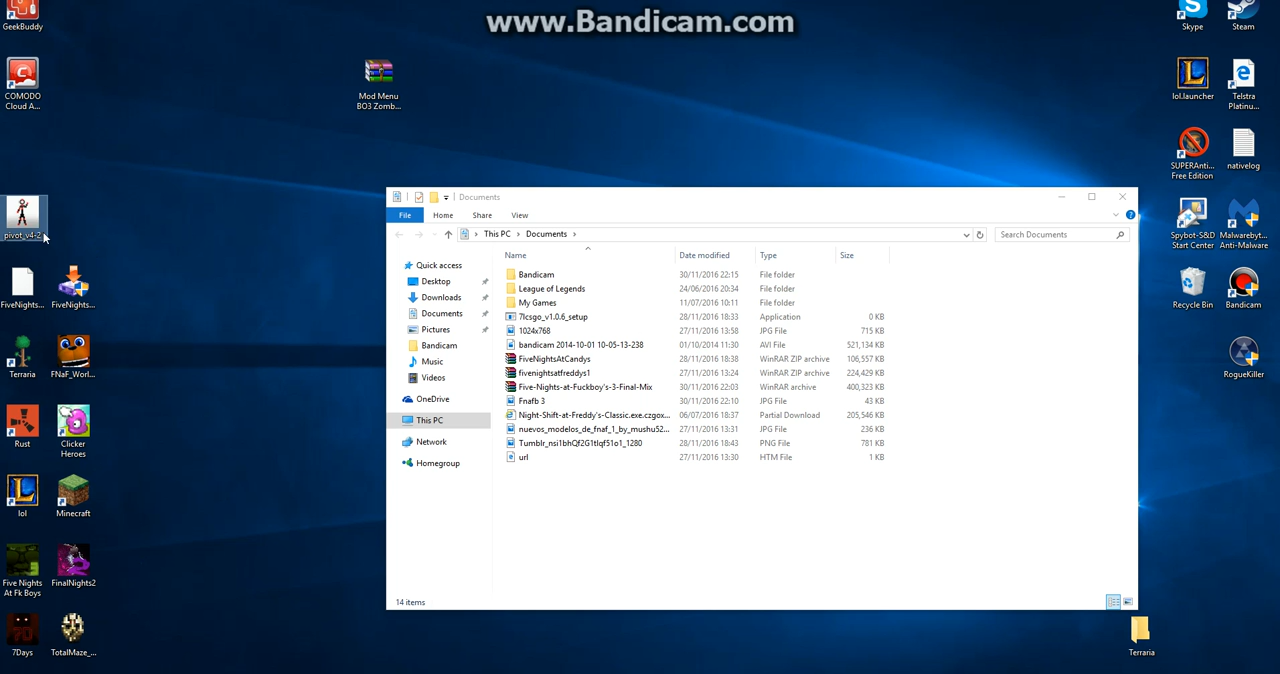 www.Bandicam.com
GeekBuddy
COMODO
Cloud A...
Mod Menu
BO3 Zomb...
Skype
Steam
lol.launcher
Telstra
Platinu...
SUPERAnti...
Free Edition
nativelog
Spybot-S&D
Start Center
Malwarebyt...
Anti-Malware
Recycle Bin
Bandicam
RogueKiller
Terraria
pivot_v4-2...
FiveNights...
FiveNights...
Terraria
FNaF_Worl...
Rust
Clicker
Heroes
lol
Minecraft
Five Nights
At Fk Boys
FinalNights2
7Days
TotalMaze_...
Documents
File
Home
Share
View
This PC
Documents
Search Documents
Quick access
Desktop
Downloads
Documents
Pictures
Bandicam
Music
Videos
OneDrive
This PC
Network
Homegroup
Name Date modified Type Size
Bandicam 30/11/2016 22:15 File folder
League of Legends 24/06/2016 20:34 File folder
My Games 11/07/2016 10:11 File folder
7lcsgo_v1.0.6_setup 28/11/2016 18:33 Application 0 KB
1024x768 27/11/2016 13:58 JPG File 715 KB
bandicam 2014-10-01 10-05-13-238 01/10/2014 11:30 AVI File 521,134 KB
FiveNightsAtCandys 28/11/2016 18:38 WinRAR ZIP archive 106,557 KB
fivenightsatfreddys1 27/11/2016 13:24 WinRAR ZIP archive 224,429 KB
Five-Nights-at-Fuckboy's-3-Final-Mix 30/11/2016 22:03 WinRAR archive 400,323 KB
Fnafb 3 30/11/2016 22:10 JPG File 43 KB
Night-Shift-at-Freddy's-Classic.exe.czgox... 06/07/2016 18:37 Partial Download 205,546 KB
nuevos_modelos_de_fnaf_1_by_mushu52... 27/11/2016 13:31 JPG File 236 KB
Tumblr_nsi1bhQf2G1tlqf51o1_1280 28/11/2016 18:43 PNG File 781 KB
url 27/11/2016 13:30 HTM File 1 KB
14 items